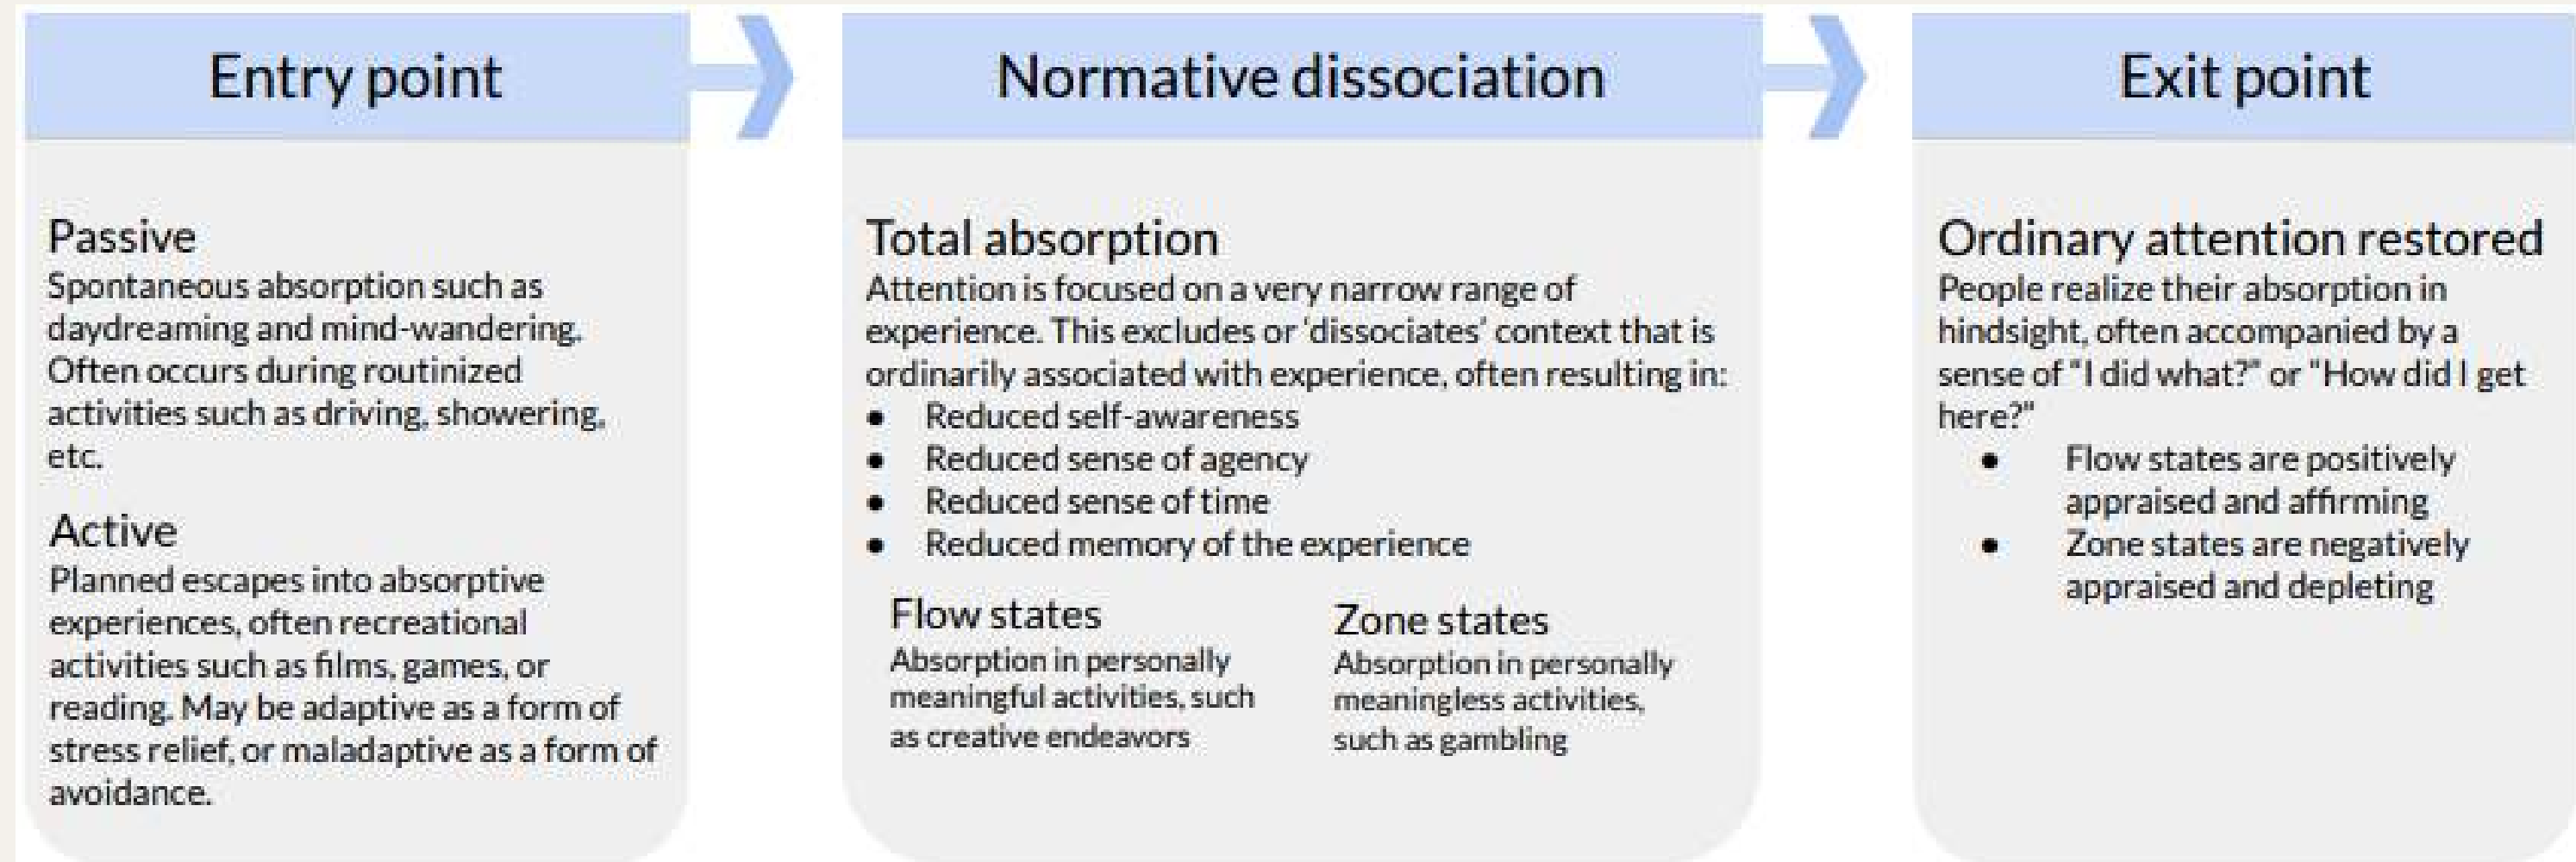 Entry point
Passive
Spontaneous absorption such as
daydreaming and mind-wandering.
Often occurs during routinized
activities such as driving, showering,
etc.
Active
Planned escapes into absorptive
experiences, often recreational
activities such as films, games, or
reading. May be adaptive as a form of
stress relief, or maladaptive as a form of
avoidance.
Normative dissociation
Total absorption
Attention is focused on a very narrow range of
experience. This excludes or ‘dissociates’ context that is
ordinarily associated with experience, often resulting in:
● Reduced self-awareness
● Reduced sense of agency
● Reduced sense of time
● Reduced memory of the experience
Flow states
Absorption in personally
meaningful activities, such
as creative endeavors
Zone states
Absorption in personally
meaningless activities,
such as gambling
Exit point
Ordinary attention restored
People realize their absorption in
hindsight, often accompanied by a
sense of “I did what?” or “How did I get
here?”
● Flow states are positively
appraised and affirming
● Zone states are negatively
appraised and depleting